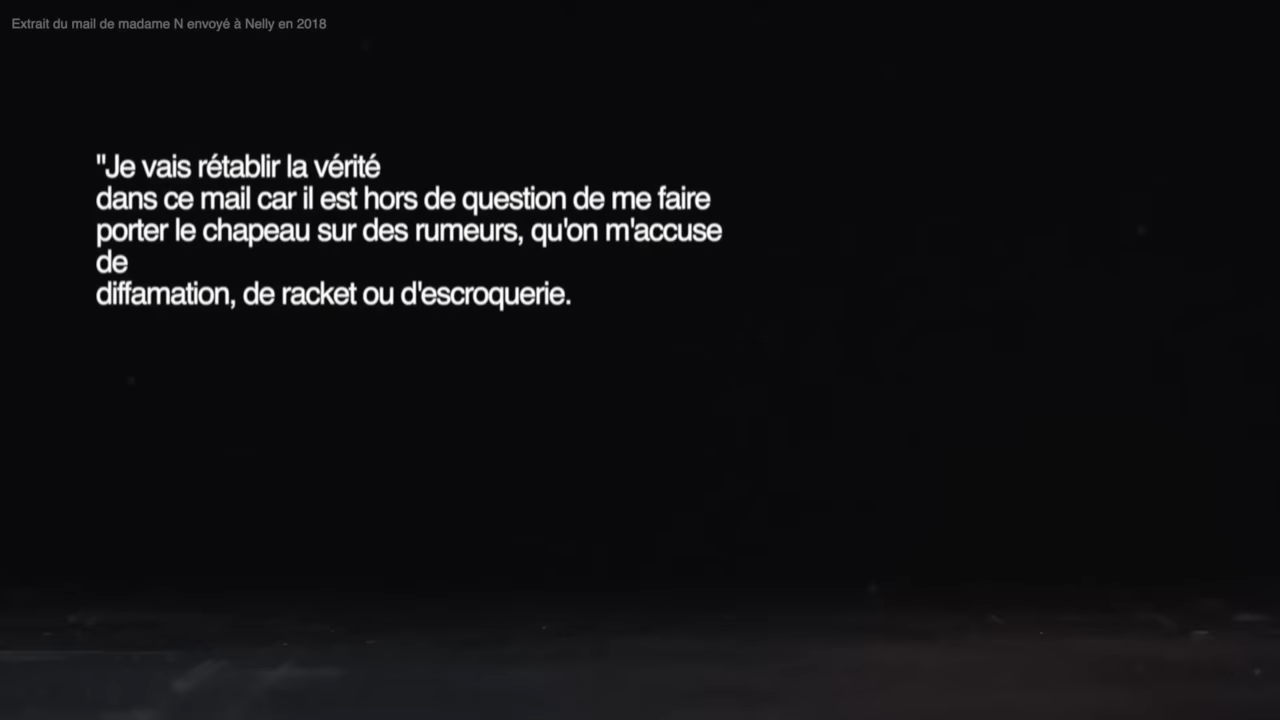 Extrait du mail de madame N envoyé à Nelly en 2018
"Je vais rétablir la vérité
dans ce mail car il est hors de question de me faire
porter le chapeau sur des rumeurs, qu'on m'accuse
de
diffamation, de racket ou d'escroquerie.